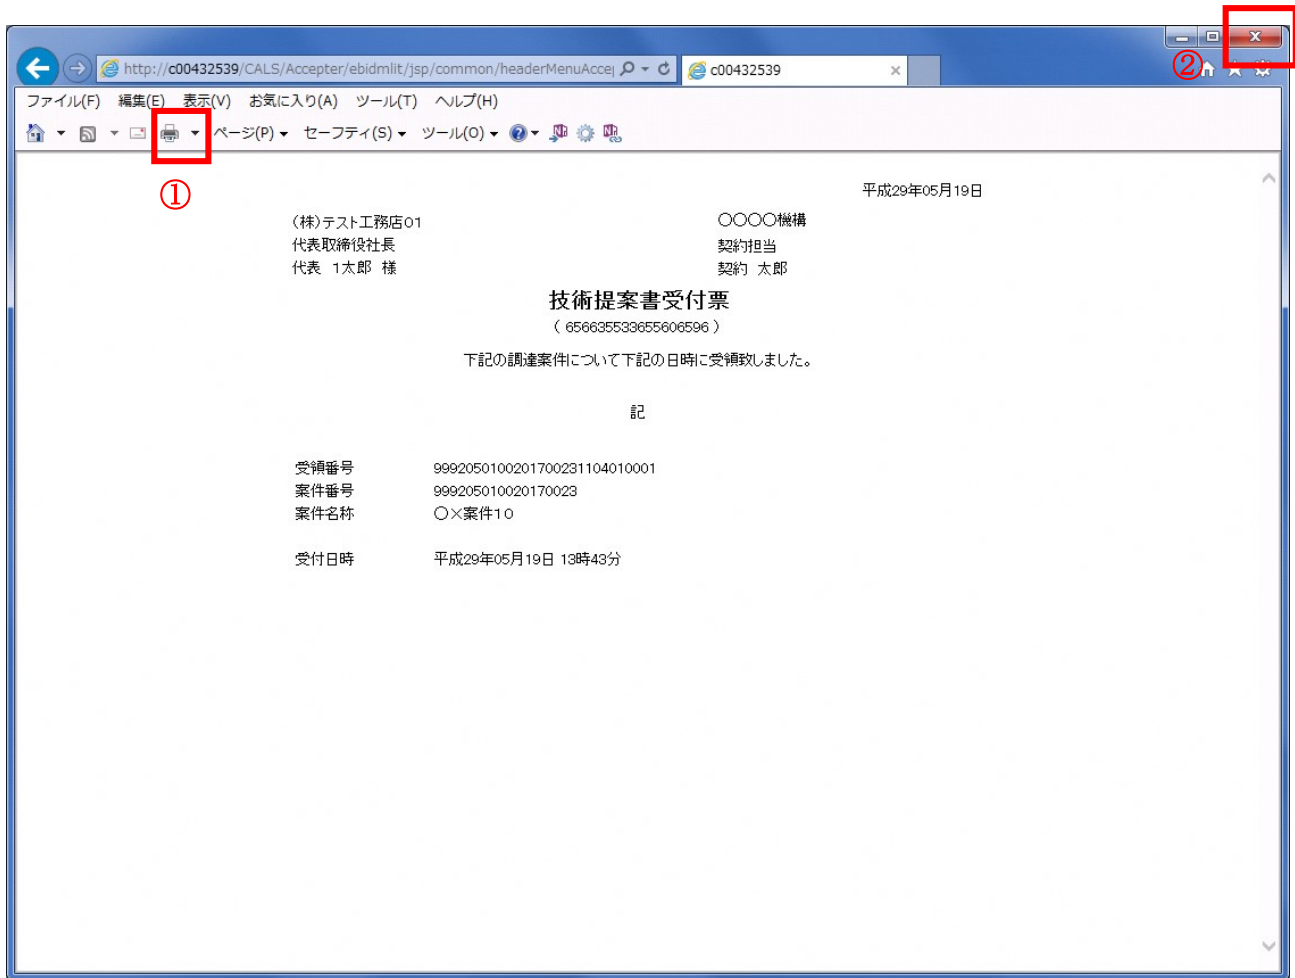 ②
http://c00432539/CALS/Accepter/ebidmlit/jsp/common/headerMenuAcce
c00432539
ファイル(F) 編集(E) 表示(V) お気に入り(A) ツール(T) ヘルプ(H)
ページ(P) セーフティ(S) ツール(O)
①
平成29年05月19日
(株)テスト工務店01
〇〇〇〇機構
代表取締役社長
契約担当
代表 1太郎 様
契約 太郎
技術提案書受付票
( 656635533655606596 )
下記の調達案件について下記の日時に受領致しました。
記
受領番号 99920501002017002311040​10001
案件番号 999205010020170023
案件名称 〇×案件10
受付日時 平成29年05月19日 13時43分